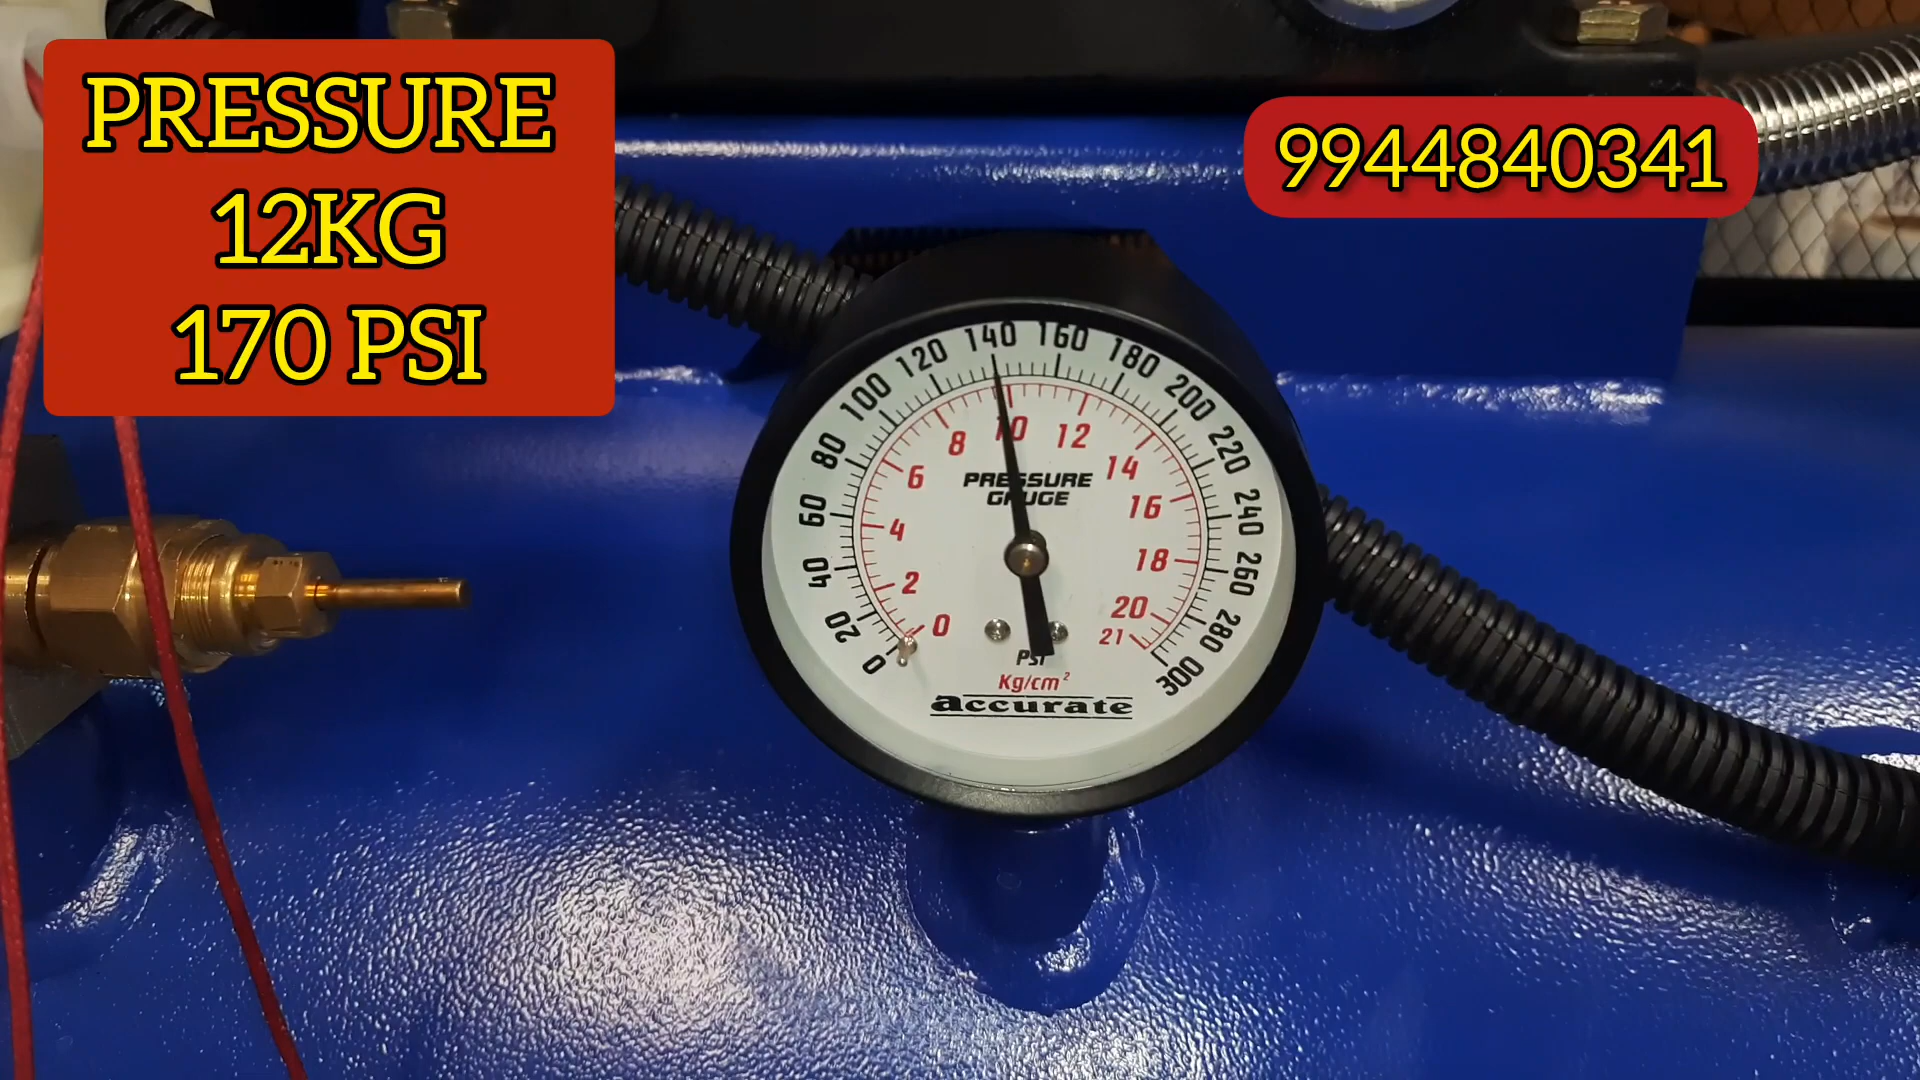 PRESSURE
12KG
170 PSI
9944840341
0 20 40 60 80 100 120 140 160 180 200 220 240 260 280 300
0 2 4 6 8 10 12 14 16 18 20 21
PRESSURE
GAUGE
PSI
Kg/cm²
accurate